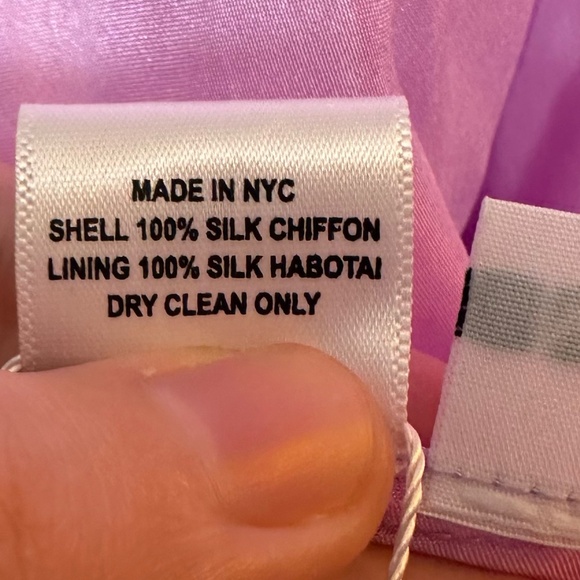 MADE IN NYC
SHELL 100% SILK CHIFFON
LINING 100% SILK HABOTAI
DRY CLEAN ONLY